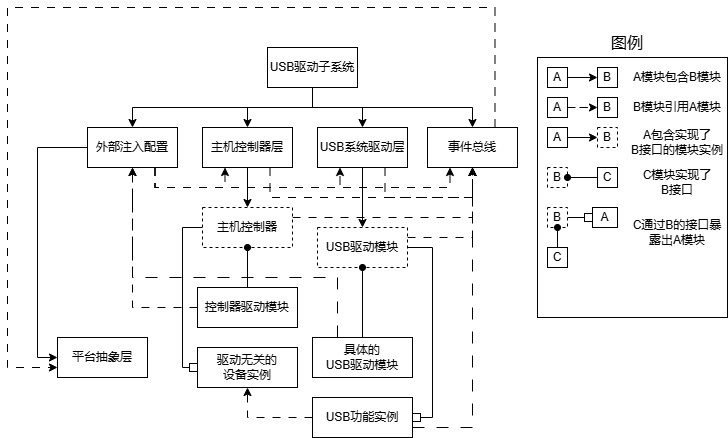 图例
USB驱动子系统
A
B
A模块包含B模块
A
B
B模块引用A模块
外部注入配置
主机控制器层
USB系统驱动层
事件总线
A
B
A包含实现了
B接口的模块实例
B
C
C模块实现了
B接口
主机控制器
USB驱动模块
B
A
C通过B的接口暴
露出A模块
C
控制器驱动模块
平台抽象层
驱动无关的
设备实例
具体的
USB驱动模块
USB功能实例